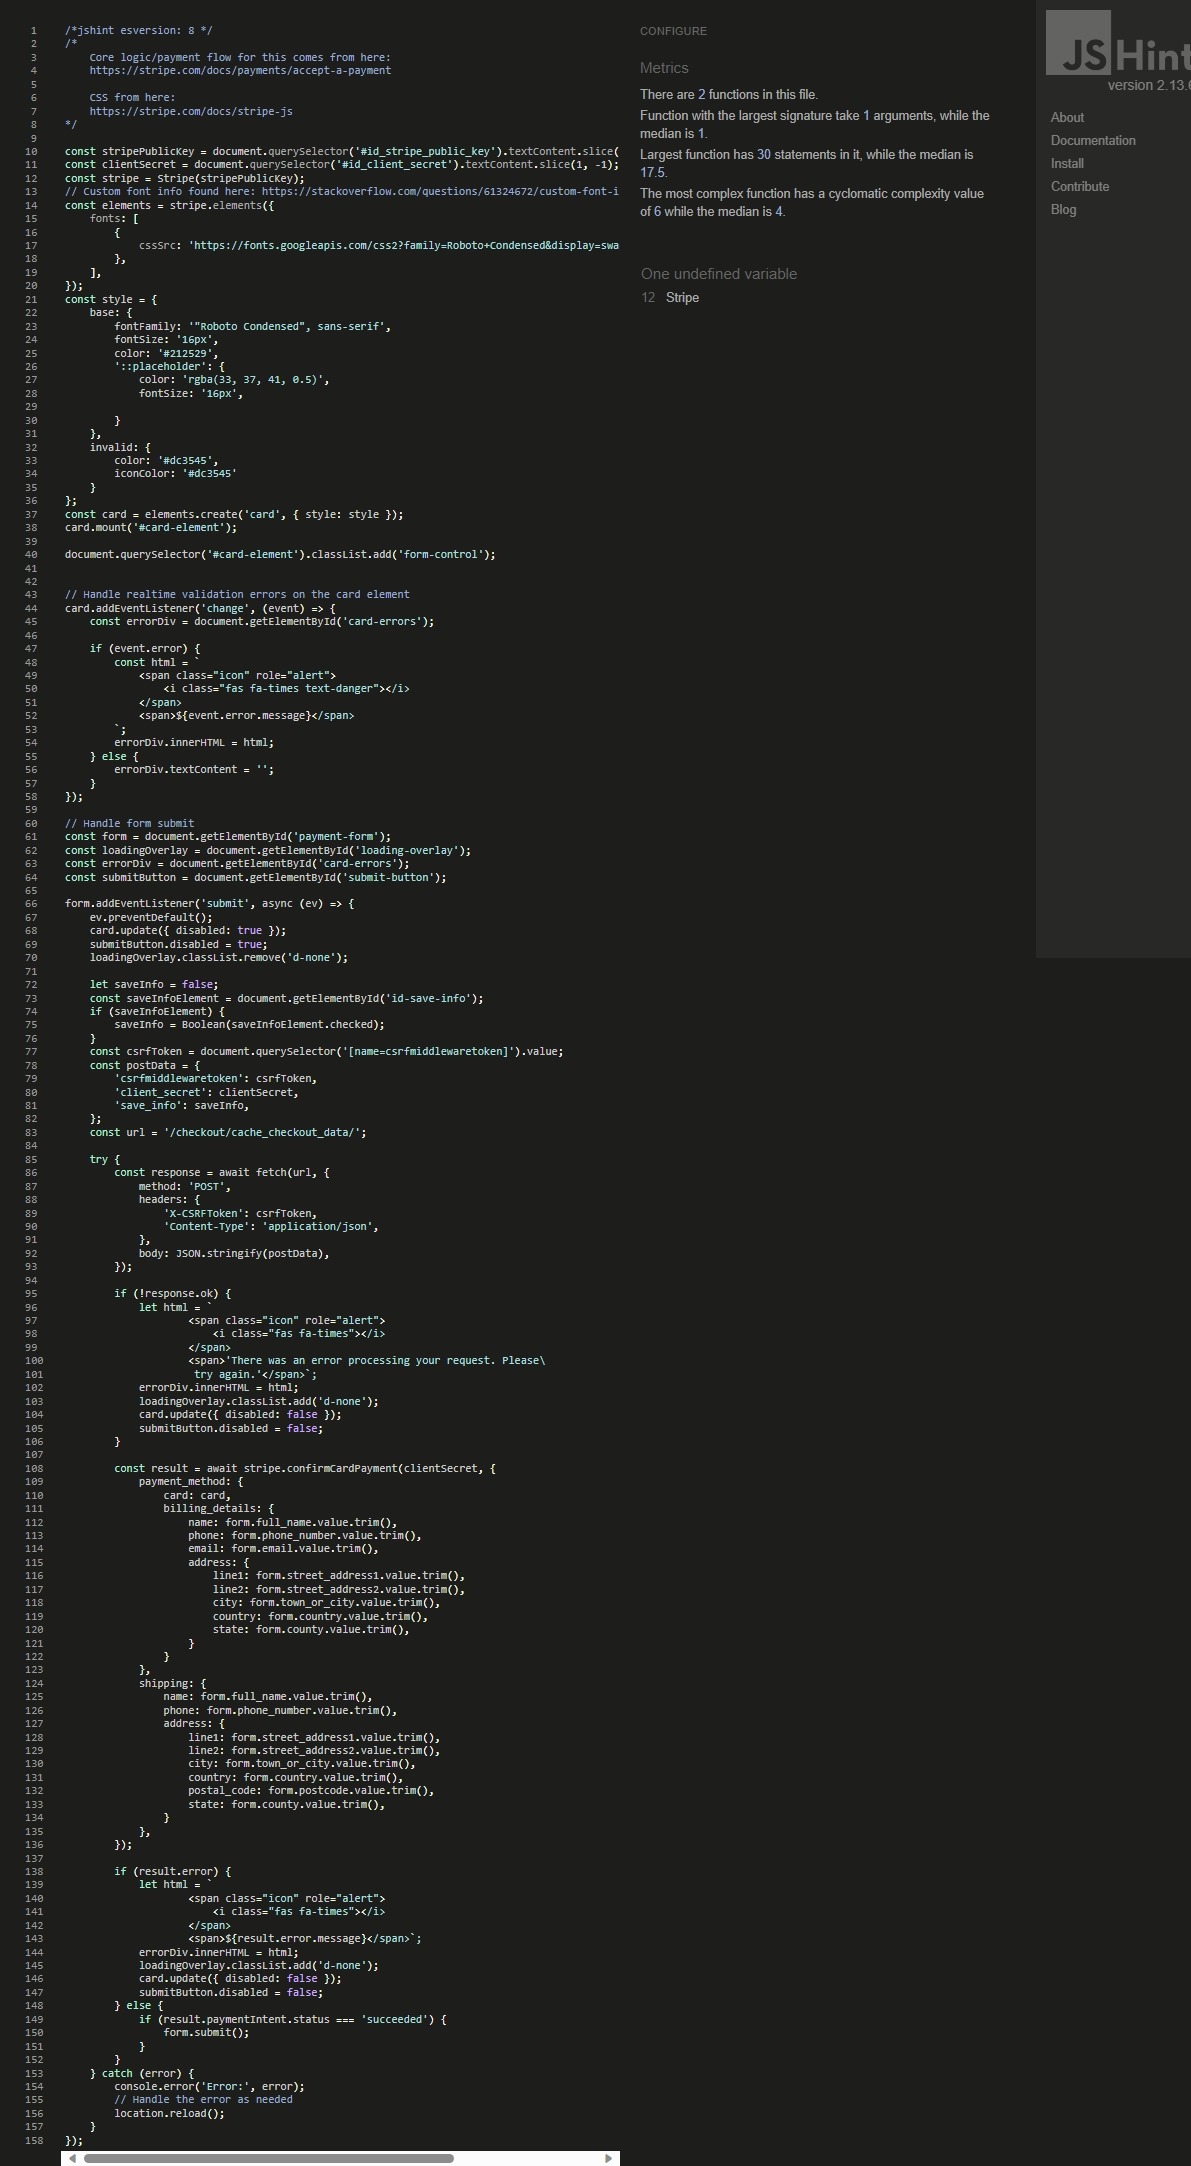 1 /*jshint esversion: 8 */
2 /*
3 Core logic/payment flow for this comes from here:
4 https://stripe.com/docs/payments/accept-a-payment
5
6 CSS from here:
7 https://stripe.com/docs/stripe-js
8 */
9
10 const stripePublicKey = document.querySelector('#id_stripe_public_key').textContent.slice(
11 const clientSecret = document.querySelector('#id_client_secret').textContent.slice(1, -1);
12 const stripe = Stripe(stripePublicKey);
13 // Custom font info found here: https://stackoverflow.com/questions/61324672/custom-font-i
14 const elements = stripe.elements({
15 fonts: [
16 {
17 cssSrc: 'https://fonts.googleapis.com/css2?family=Roboto+Condensed&display=swa
18 },
19 ],
20 });
21 const style = {
22 base: {
23 fontFamily: '"Roboto Condensed", sans-serif',
24 fontSize: '16px',
25 color: '#212529',
26 '::placeholder': {
27 color: 'rgba(33, 37, 41, 0.5)',
28 fontSize: '16px',
29
30 }
31 },
32 invalid: {
33 color: '#dc3545',
34 iconColor: '#dc3545'
35 }
36 };
37 const card = elements.create('card', { style: style });
38 card.mount('#card-element');
39
40 document.querySelector('#card-element').classList.add('form-control');
41
42
43 // Handle realtime validation errors on the card element
44 card.addEventListener('change', (event) => {
45 const errorDiv = document.getElementById('card-errors');
46
47 if (event.error) {
48 const html = `
49 <span class="icon" role="alert">
50 <i class="fas fa-times text-danger"></i>
51 </span>
52 <span>${event.error.message}</span>
53 `;
54 errorDiv.innerHTML = html;
55 } else {
56 errorDiv.textContent = '';
57 }
58 });
59
60 // Handle form submit
61 const form = document.getElementById('payment-form');
62 const loadingOverlay = document.getElementById('loading-overlay');
63 const errorDiv = document.getElementById('card-errors');
64 const submitButton = document.getElementById('submit-button');
65
66 form.addEventListener('submit', async (ev) => {
67 ev.preventDefault();
68 card.update({ disabled: true });
69 submitButton.disabled = true;
70 loadingOverlay.classList.remove('d-none');
71
72 let saveInfo = false;
73 const saveInfoElement = document.getElementById('id-save-info');
74 if (saveInfoElement) {
75 saveInfo = Boolean(saveInfoElement.checked);
76 }
77 const csrfToken = document.querySelector('[name=csrfmiddlewaretoken]').value;
78 const postData = {
79 'csrfmiddlewaretoken': csrfToken,
80 'client_secret': clientSecret,
81 'save_info': saveInfo,
82 };
83 const url = '/checkout/cache_checkout_data/';
84
85 try {
86 const response = await fetch(url, {
87 method: 'POST',
88 headers: {
89 'X-CSRFToken': csrfToken,
90 'Content-Type': 'application/json',
91 },
92 body: JSON.stringify(postData),
93 });
94
95 if (!response.ok) {
96 let html = `
97 <span class="icon" role="alert">
98 <i class="fas fa-times"></i>
99 </span>
100 <span>'There was an error processing your request. Please\
101 try again.'</span>`;
102 errorDiv.innerHTML = html;
103 loadingOverlay.classList.add('d-none');
104 card.update({ disabled: false });
105 submitButton.disabled = false;
106 }
107
108 const result = await stripe.confirmCardPayment(clientSecret, {
109 payment_method: {
110 card: card,
111 billing_details: {
112 name: form.full_name.value.trim(),
113 phone: form.phone_number.value.trim(),
114 email: form.email.value.trim(),
115 address: {
116 line1: form.street_address1.value.trim(),
117 line2: form.street_address2.value.trim(),
118 city: form.town_or_city.value.trim(),
119 country: form.country.value.trim(),
120 state: form.county.value.trim(),
121 }
122 }
123 },
124 shipping: {
125 name: form.full_name.value.trim(),
126 phone: form.phone_number.value.trim(),
127 address: {
128 line1: form.street_address1.value.trim(),
129 line2: form.street_address2.value.trim(),
130 city: form.town_or_city.value.trim(),
131 country: form.country.value.trim(),
132 postal_code: form.postcode.value.trim(),
133 state: form.county.value.trim(),
134 }
135 },
136 });
137
138 if (result.error) {
139 let html = `
140 <span class="icon" role="alert">
141 <i class="fas fa-times"></i>
142 </span>
143 <span>${result.error.message}</span>`;
144 errorDiv.innerHTML = html;
145 loadingOverlay.classList.add('d-none');
146 card.update({ disabled: false });
147 submitButton.disabled = false;
148 } else {
149 if (result.paymentIntent.status === 'succeeded') {
150 form.submit();
151 }
152 }
153 } catch (error) {
154 console.error('Error:', error);
155 // Handle the error as needed
156 location.reload();
157 }
158 });
CONFIGURE
Metrics
There are 2 functions in this file.
Function with the largest signature take 1 arguments, while the
median is 1.
Largest function has 30 statements in it, while the median is
17.5.
The most complex function has a cyclomatic complexity value
of 6 while the median is 4.
One undefined variable
12 Stripe
JSHint
version 2.13.6
About
Documentation
Install
Contribute
Blog